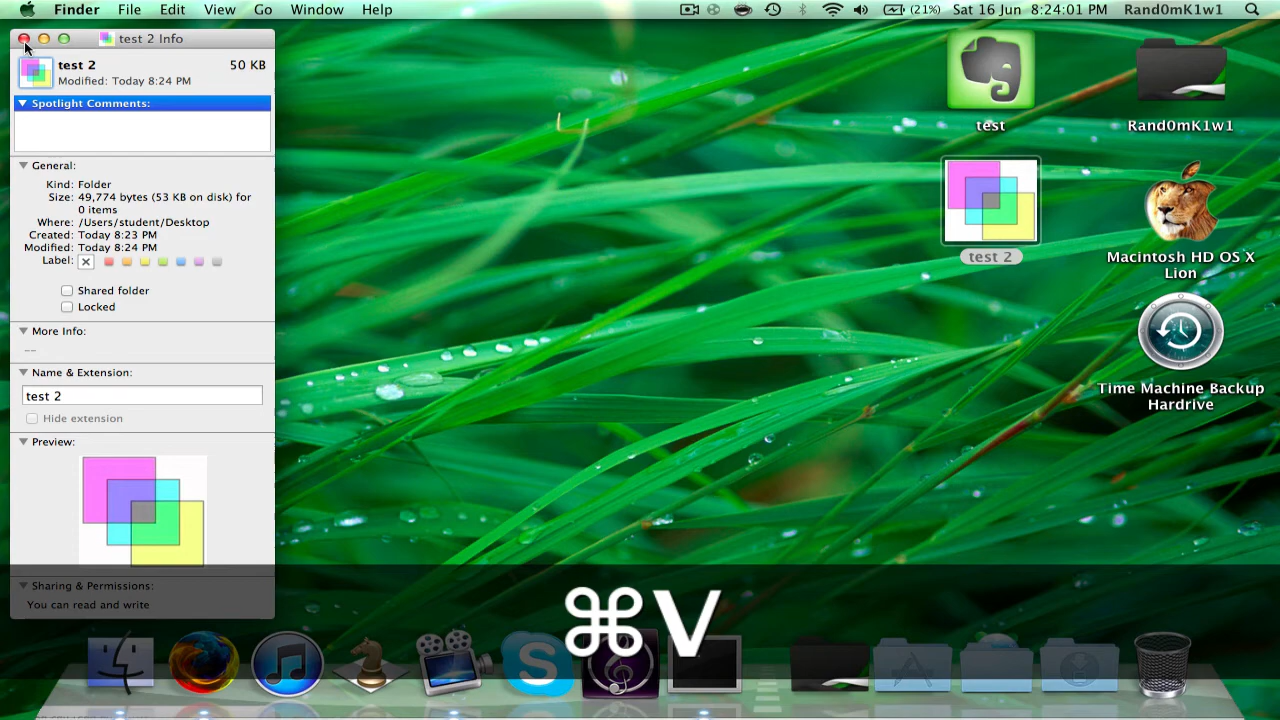 Finder File Edit View Go Window Help (21%) Sat 16 Jun 8:24:01 PM Rand0mK1w1
test 2 Info
test 2 50 KB
Modified: Today 8:24 PM
Spotlight Comments:
General:
Kind: Folder
Size: 49,774 bytes (53 KB on disk) for
0 items
Where: /Users/student/Desktop
Created: Today 8:23 PM
Modified: Today 8:24 PM
Label:
Shared folder
Locked
More Info:
--
Name & Extension:
test 2
Hide extension
Preview:
Sharing & Permissions:
You can read and write
test
Rand0mK1w1
test 2
Macintosh HD OS X
Lion
Time Machine Backup
Hardrive
⌘V